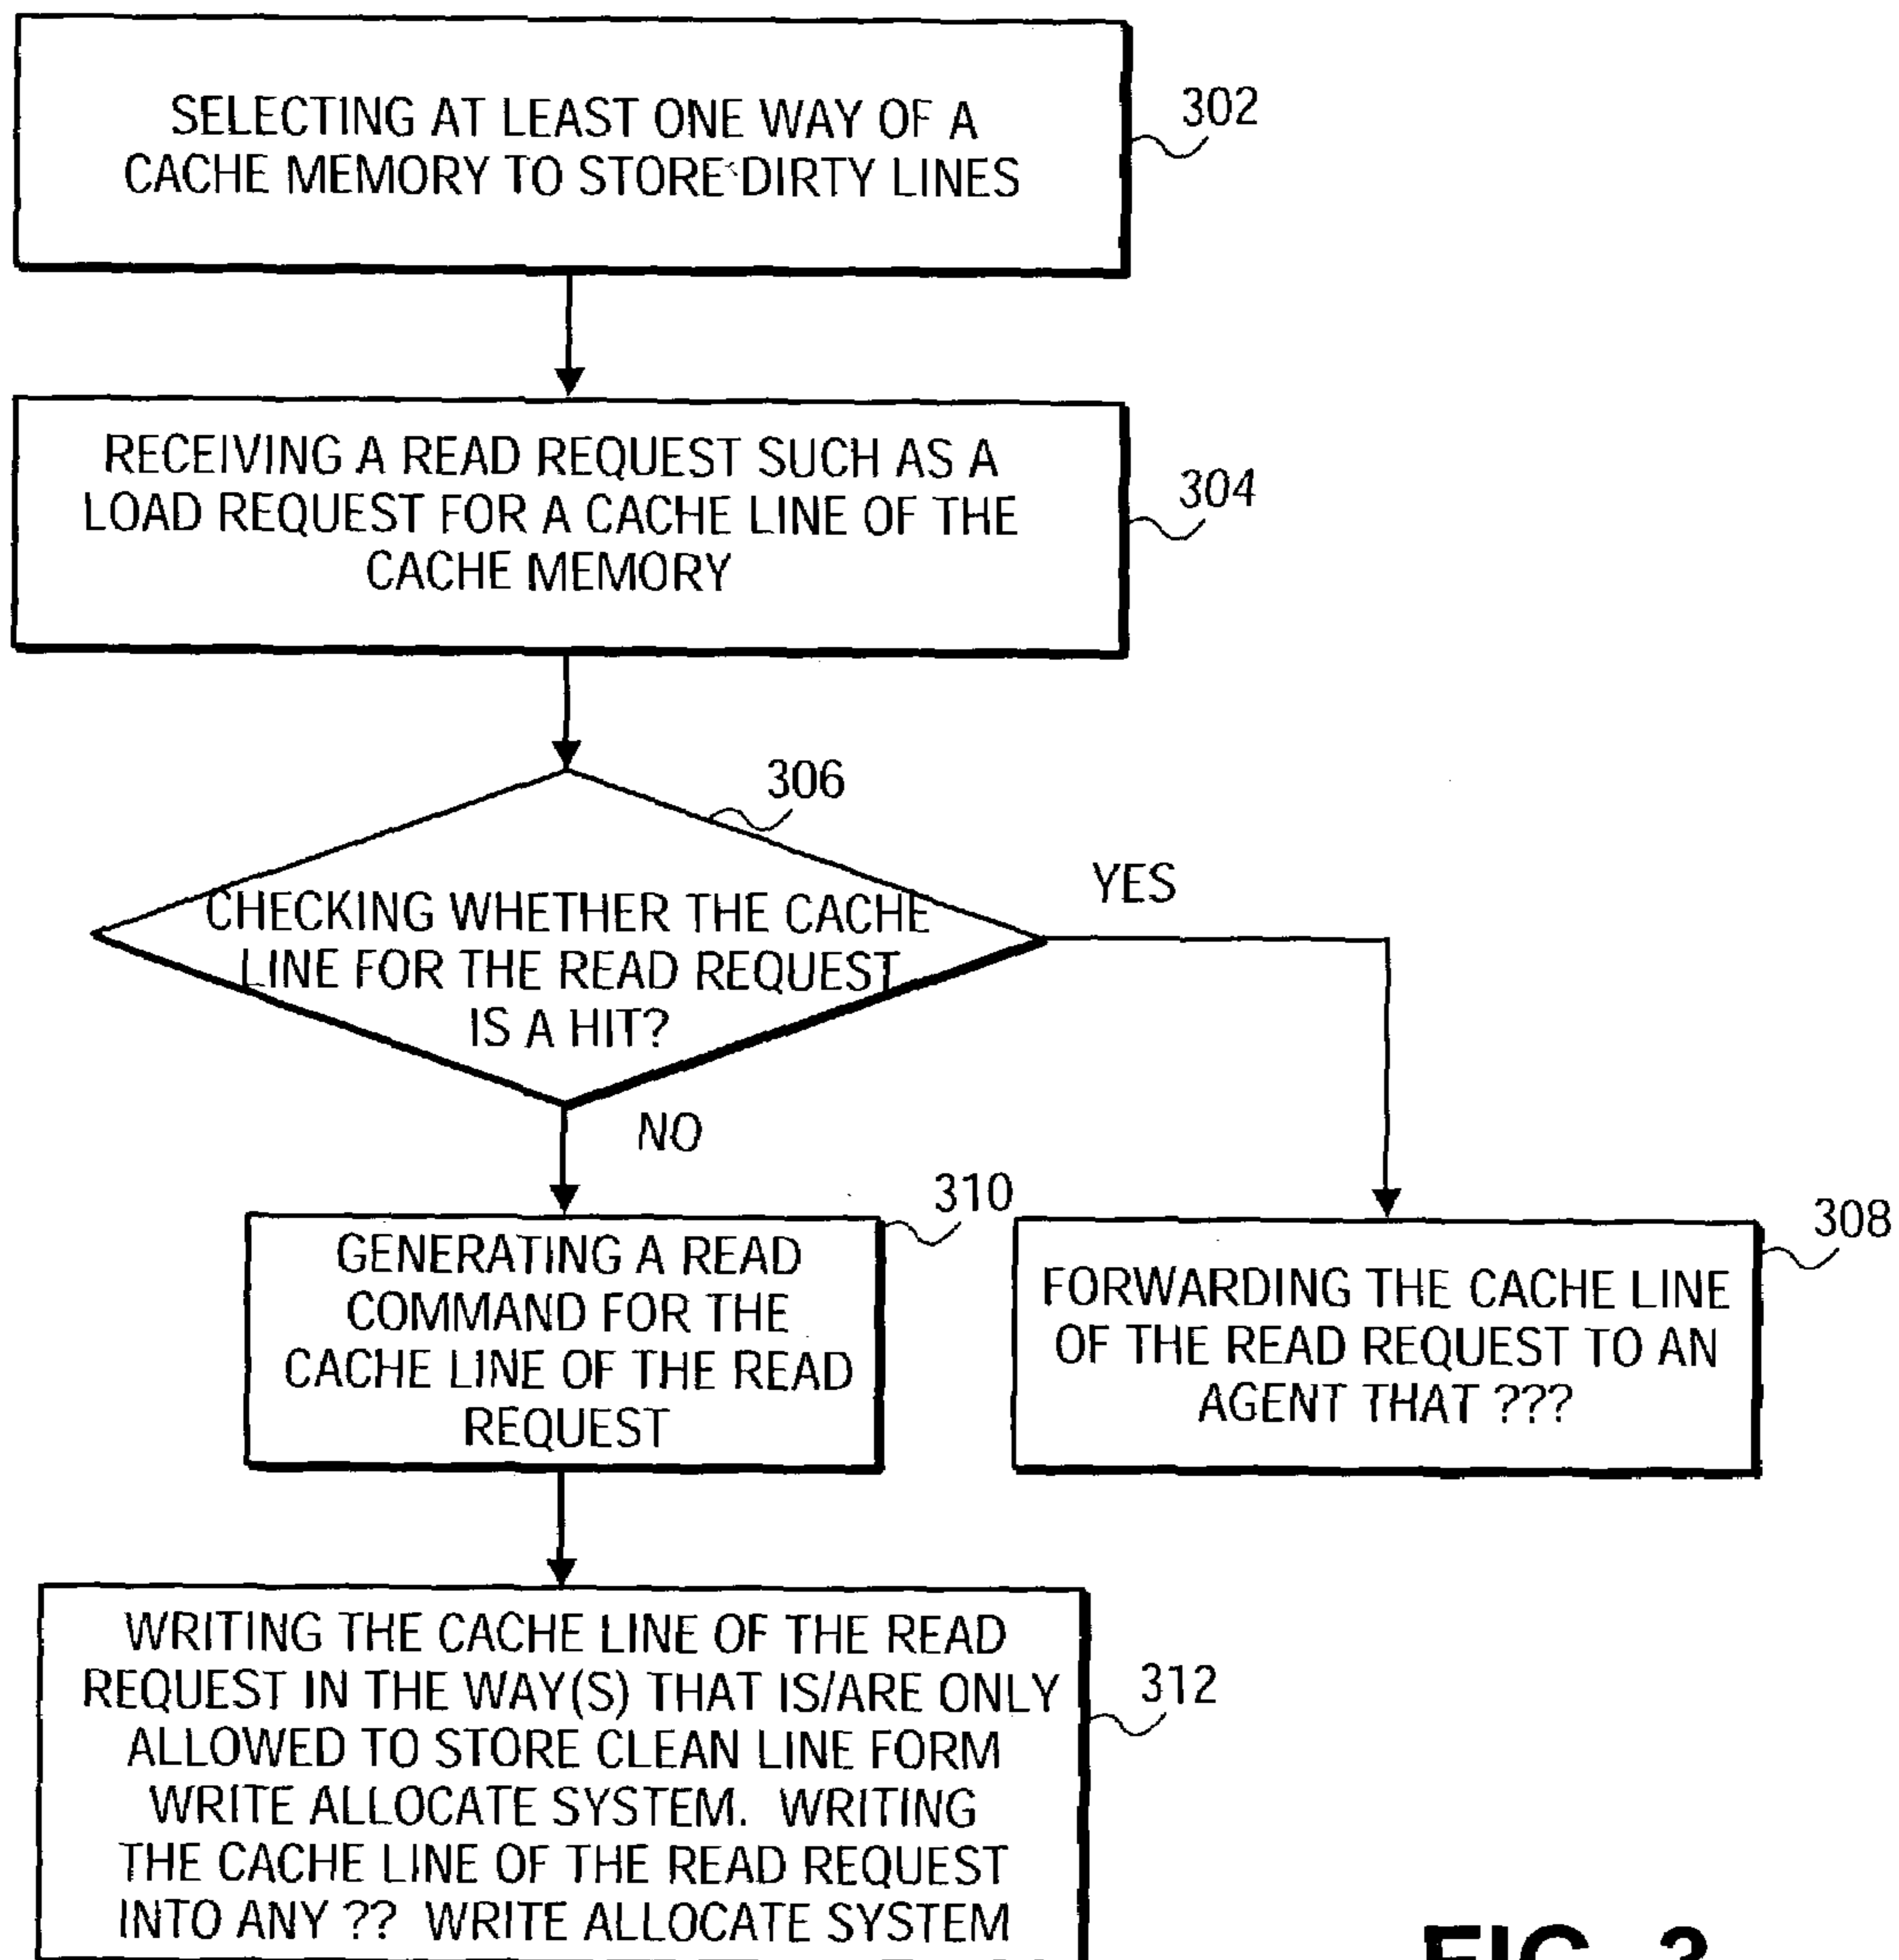 SELECTING AT LEAST ONE WAY OF A
CACHE MEMORY TO STORE DIRTY LINES
302
RECEIVING A READ REQUEST SUCH AS A
LOAD REQUEST FOR A CACHE LINE OF THE
CACHE MEMORY
304
306
CHECKING WHETHER THE CACHE
LINE FOR THE READ REQUEST
IS A HIT?
YES
NO
310
GENERATING A READ
COMMAND FOR THE
CACHE LINE OF THE READ
REQUEST
308
FORWARDING THE CACHE LINE
OF THE READ REQUEST TO AN
AGENT THAT ???
WRITING THE CACHE LINE OF THE READ
REQUEST IN THE WAY(S) THAT IS/ARE ONLY
ALLOWED TO STORE CLEAN LINE FORM
WRITE ALLOCATE SYSTEM. WRITING
THE CACHE LINE OF THE READ REQUEST
INTO ANY ?? WRITE ALLOCATE SYSTEM
312
FIG. 3